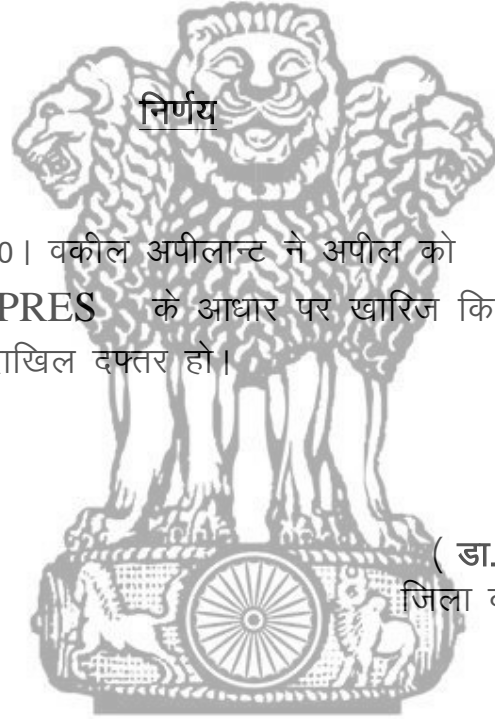 निर्णय
0। वकील अपीलान्ट ने अपील को
PRES के आधार पर खारिज कि
ाखिल दफ्तर हो।
( डा.
जिला